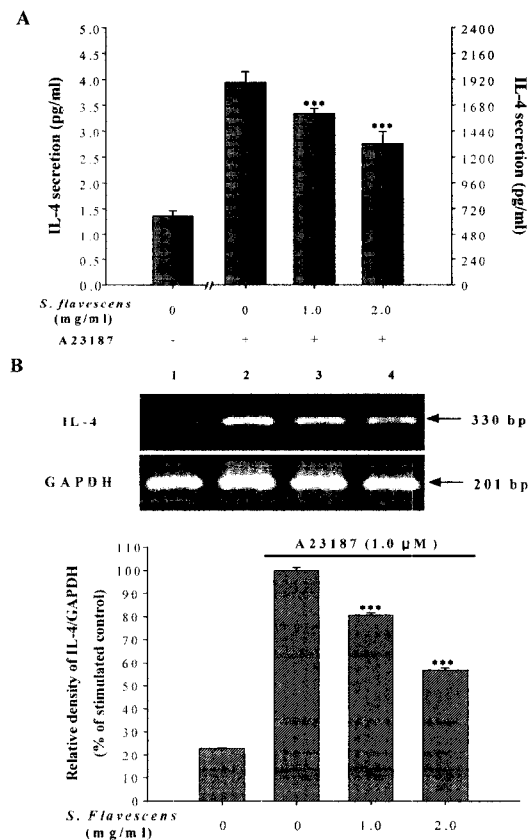 A
IL-4 secretion (pg/ml)
5.0
4.5
4.0
3.5
3.0
2.5
2.0
1.5
1.0
0.5
0.0
***
***
2400
2160
1920
1680
1440
1200
960
720
480
240
0
IL-4 secretion (pg/ml)
S. flavescens (mg/ml)
0 0 1.0 2.0
A23187
- + + +
B
1 2 3 4
IL-4
330 bp
GAPDH
201 bp
A23187 (1.0 μM)
Relative density of IL-4/GAPDH
(% of stimulated control)
110
100
90
80
70
60
50
40
30
20
10
0
***
***
S. Flavescens (mg/ml)
0 0 1.0 2.0